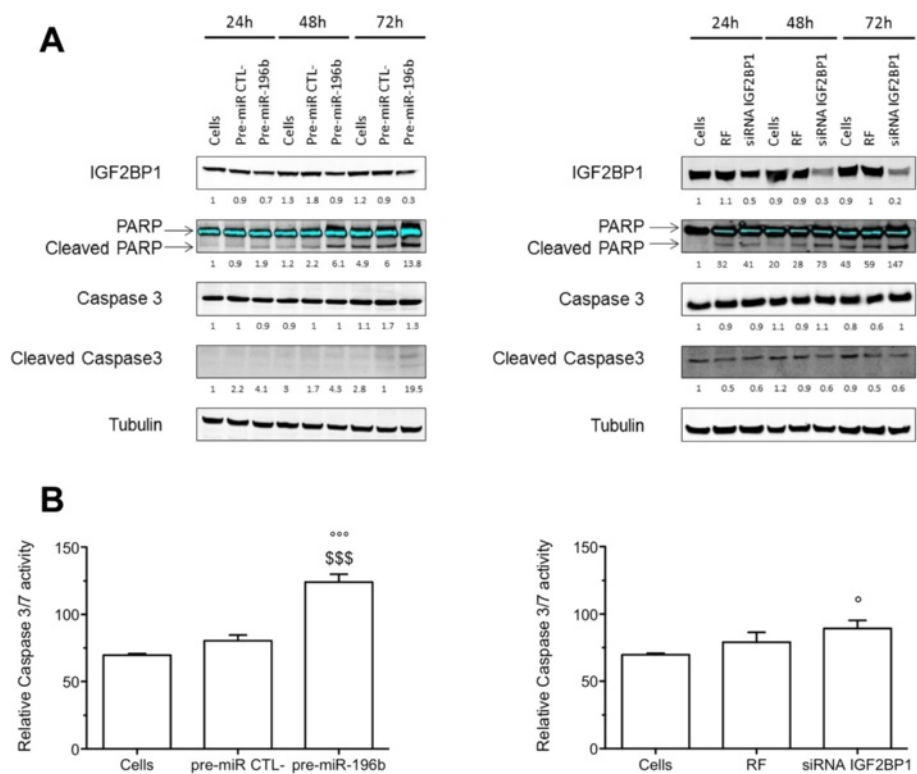 A
24h 48h 72h
Cells Pre-miR CTL- Pre-miR-196b Cells Pre-miR CTL- Pre-miR-196b Cells Pre-miR CTL- Pre-miR-196b
IGF2BP1
1 0.9 0.7 1.3 1.8 0.9 1.2 0.9 0.3
PARP
Cleaved PARP
1 0.9 1.9 1.2 2.2 6.1 4.9 6 13.8
Caspase 3
1 1 0.9 0.9 1 1 1.1 1.7 1.3
Cleaved Caspase3
1 2.2 4.1 3 1.7 4.3 2.8 1 19.5
Tubulin
24h 48h 72h
Cells RF siRNA IGF2BP1 Cells RF siRNA IGF2BP1 Cells RF siRNA IGF2BP1
IGF2BP1
1 1.1 0.5 0.9 0.9 0.3 0.9 1 0.2
PARP
Cleaved PARP
1 32 41 20 28 73 43 59 147
Caspase 3
1 0.9 0.9 1.1 0.9 1.1 0.8 0.6 1
Cleaved Caspase3
1 0.5 0.6 1.2 0.9 0.6 0.9 0.5 0.6
Tubulin
B
Relative Caspase 3/7 activity
150
100
50
0
°°°
$$$
Cells pre-miR CTL- pre-miR-196b
Relative Caspase 3/7 activity
150
100
50
0
°
Cells RF siRNA IGF2BP1